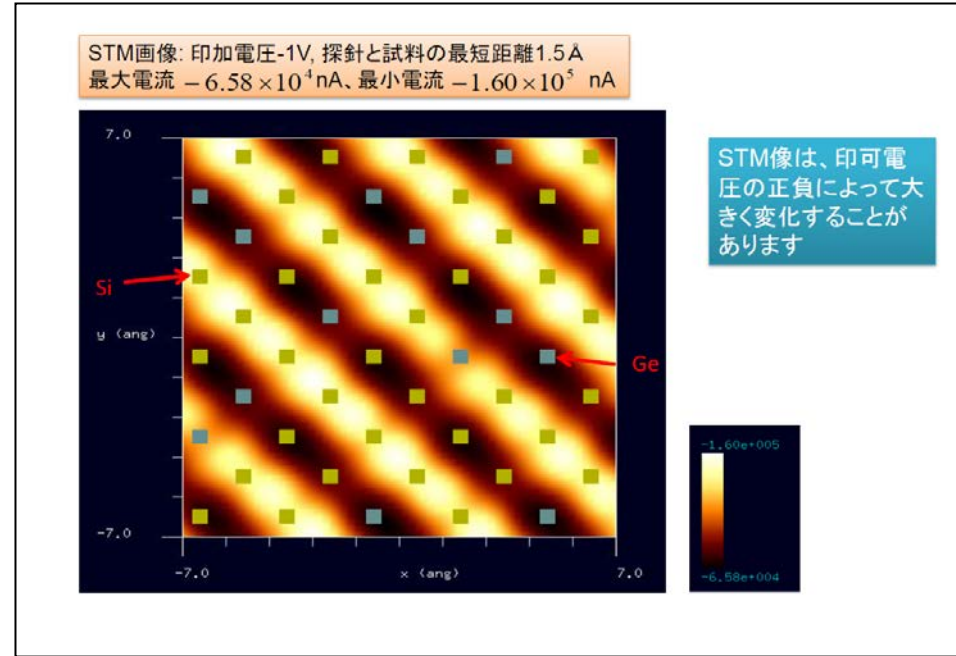 STM画像: 印加電圧-1V, 探針と試料の最短距離1.5Å
最大電流 －6.58×10⁴nA、最小電流 －1.60×10⁵ nA
STM像は、印可電
圧の正負によって大
きく変化することが
あります
7.0
Si
y (ang)
Ge
-7.0
-7.0
x (ang)
7.0
-1.60e+005
-6.58e+004